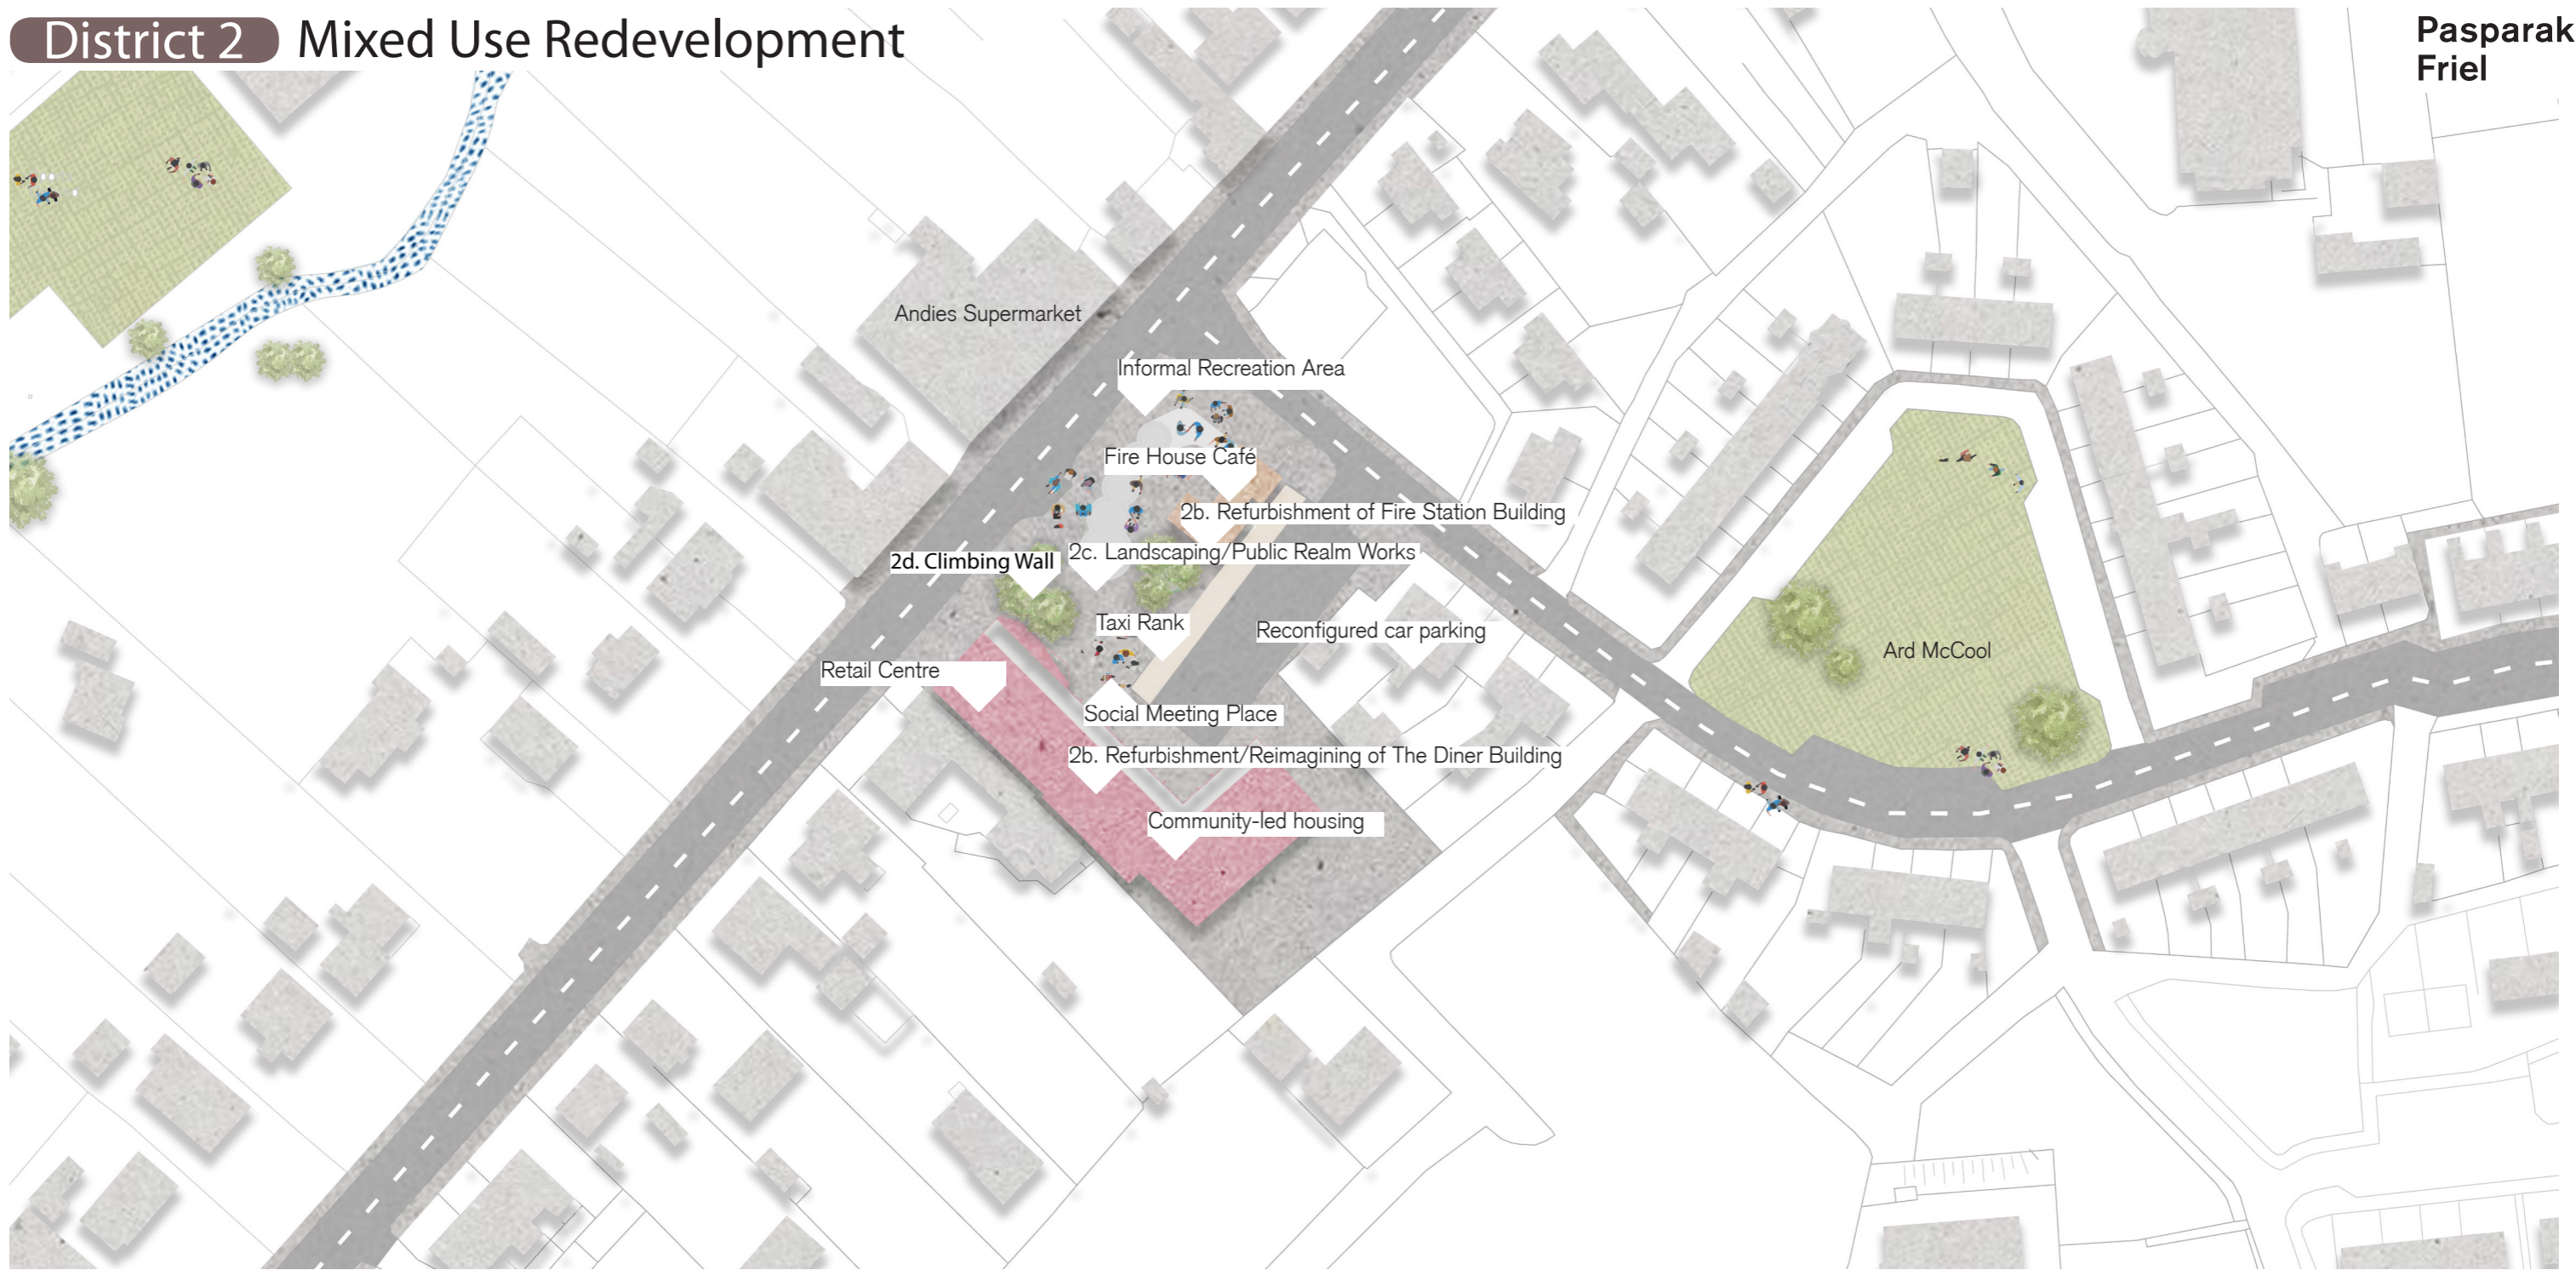 District 2 Mixed Use Redevelopment
Pasparak
Friel
Andies Supermarket
Informal Recreation Area
Fire House Café
2b. Refurbishment of Fire Station Building
2c. Landscaping/Public Realm Works
2d. Climbing Wall
Taxi Rank
Reconfigured car parking
Ard McCool
Retail Centre
Social Meeting Place
2b. Refurbishment/Reimagining of The Diner Building
Community-led housing